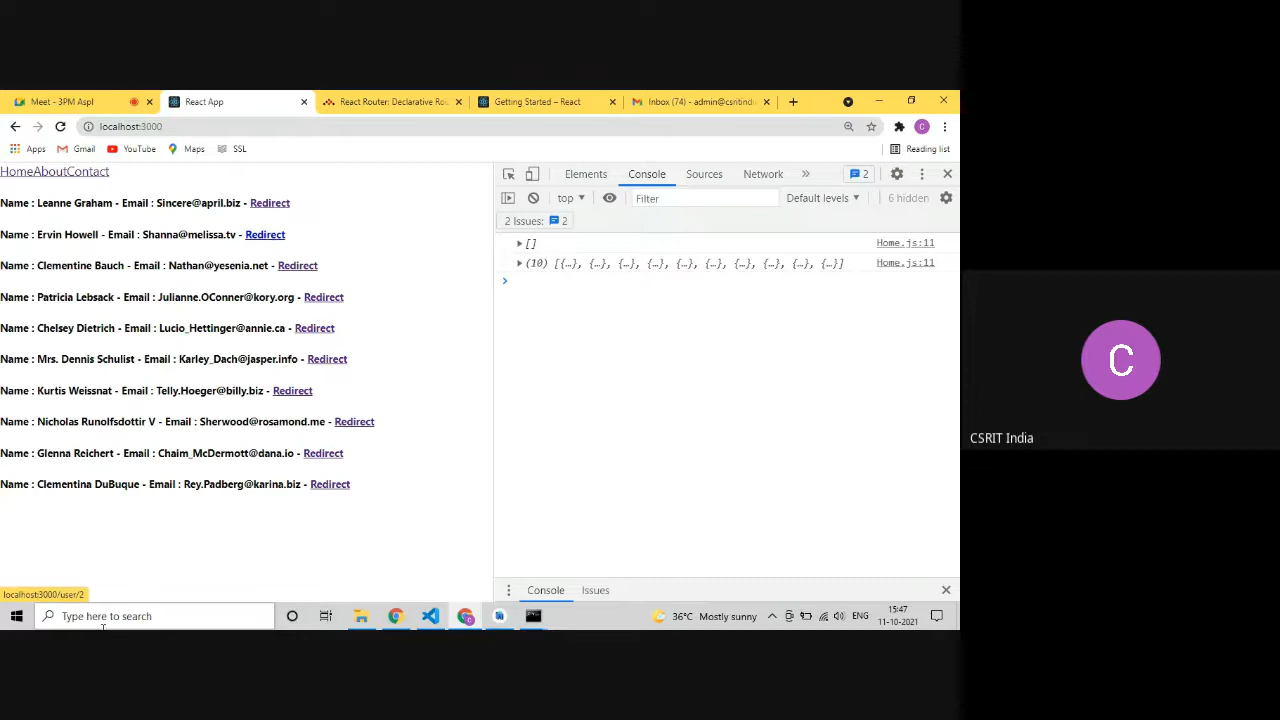 Meet - 3PM Aspl
React App
React Router: Declarative Rou
Getting Started – React
Inbox (74) - admin@csritindi
localhost:3000
Apps Gmail YouTube Maps SSL Reading list
HomeAboutContact
Name : Leanne Graham - Email : Sincere@april.biz - Redirect
Name : Ervin Howell - Email : Shanna@melissa.tv - Redirect
Name : Clementine Bauch - Email : Nathan@yesenia.net - Redirect
Name : Patricia Lebsack - Email : Julianne.OConner@kory.org - Redirect
Name : Chelsey Dietrich - Email : Lucio_Hettinger@annie.ca - Redirect
Name : Mrs. Dennis Schulist - Email : Karley_Dach@jasper.info - Redirect
Name : Kurtis Weissnat - Email : Telly.Hoeger@billy.biz - Redirect
Name : Nicholas Runolfsdottir V - Email : Sherwood@rosamond.me - Redirect
Name : Glenna Reichert - Email : Chaim_McDermott@dana.io - Redirect
Name : Clementina DuBuque - Email : Rey.Padberg@karina.biz - Redirect
localhost:3000/user/2
Elements Console Sources Network » 2
top Filter Default levels 6 hidden
2 Issues: 2
[] Home.js:11
(10) [{…}, {…}, {…}, {…}, {…}, {…}, {…}, {…}, {…}, {…}] Home.js:11
Console Issues
Type here to search
36°C Mostly sunny
ENG
15:47
11-10-2021
C
CSRIT India